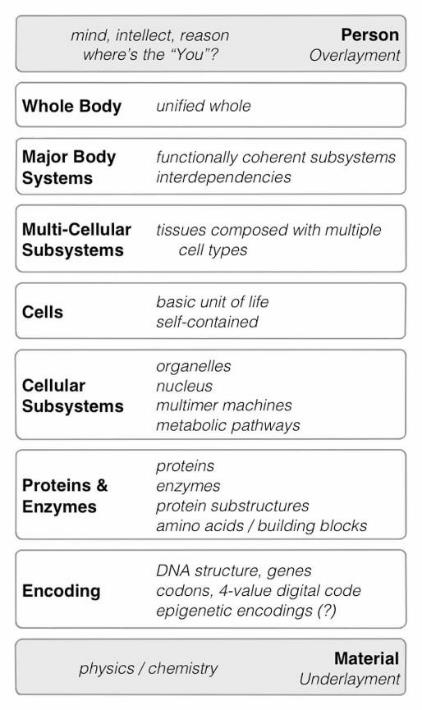 mind, intellect, reason Person
where's the “You”? Overlayment
Whole Body unified whole
Major Body functionally coherent subsystems
Systems interdependencies
Multi-Cellular tissues composed with multiple
Subsystems cell types
basic unit of life
Cells
self-contained
organelles
Cellular nucleus
Subsystems multimer machines
metabolic pathways
proteins
Proteins & enzymes
Enzymes protein substructures
amino acids / building blocks
DNA structure, genes
Encoding codons, 4-value digital code
epigenetic encodings (?)
physics / chemistry Material
Underlayment